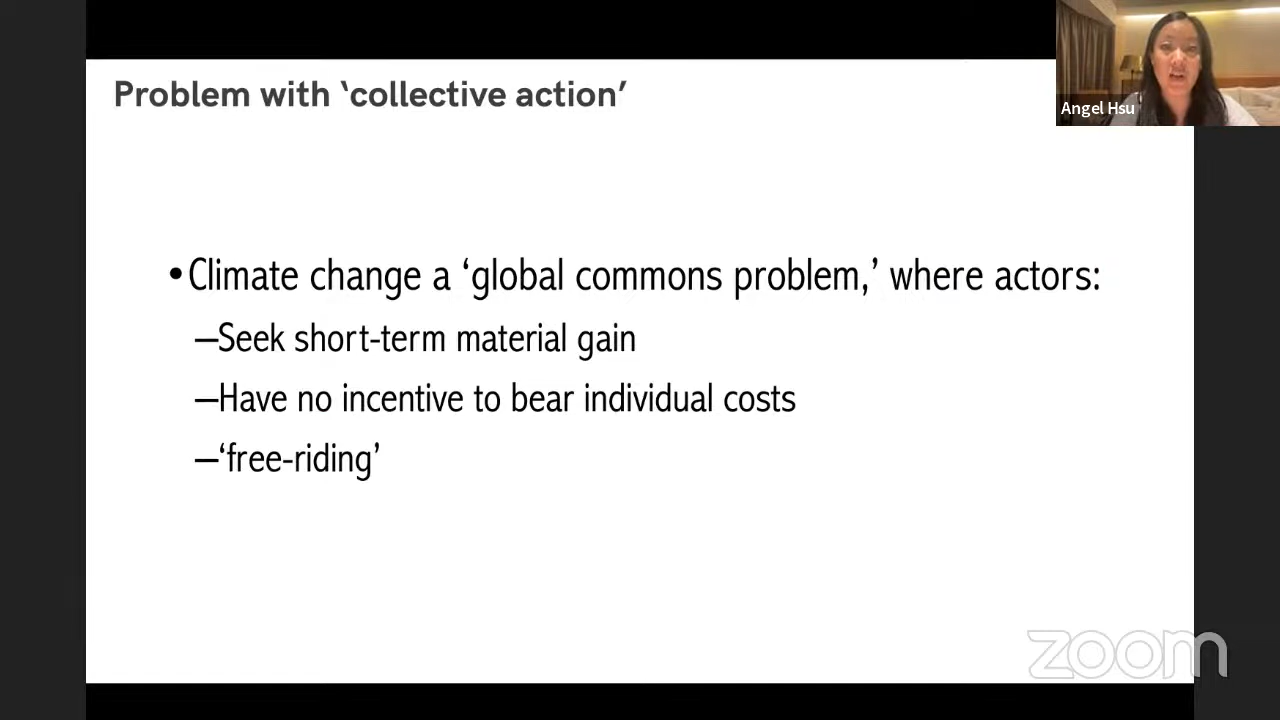 Problem with ‘collective action’
Angel Hsu
•Climate change a ‘global commons problem,’ where actors:
–Seek short-term material gain
–Have no incentive to bear individual costs
–‘free-riding’
zoom